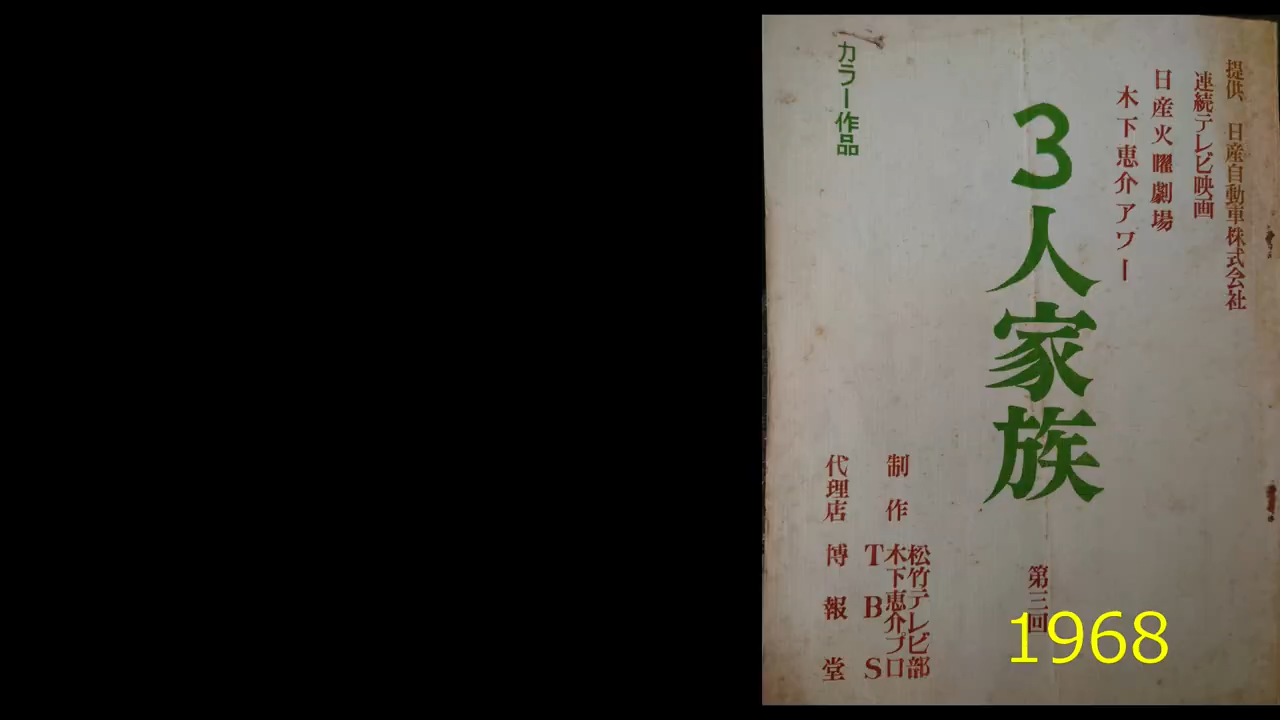 提供、日産自動車株式会社
連続テレビ映画
日産火曜劇場
木下恵介アワー
3人家族
第三回
制作
松竹テレビ部
木下恵介プロ
TBS
代理店 博報堂
カラー作品
1968